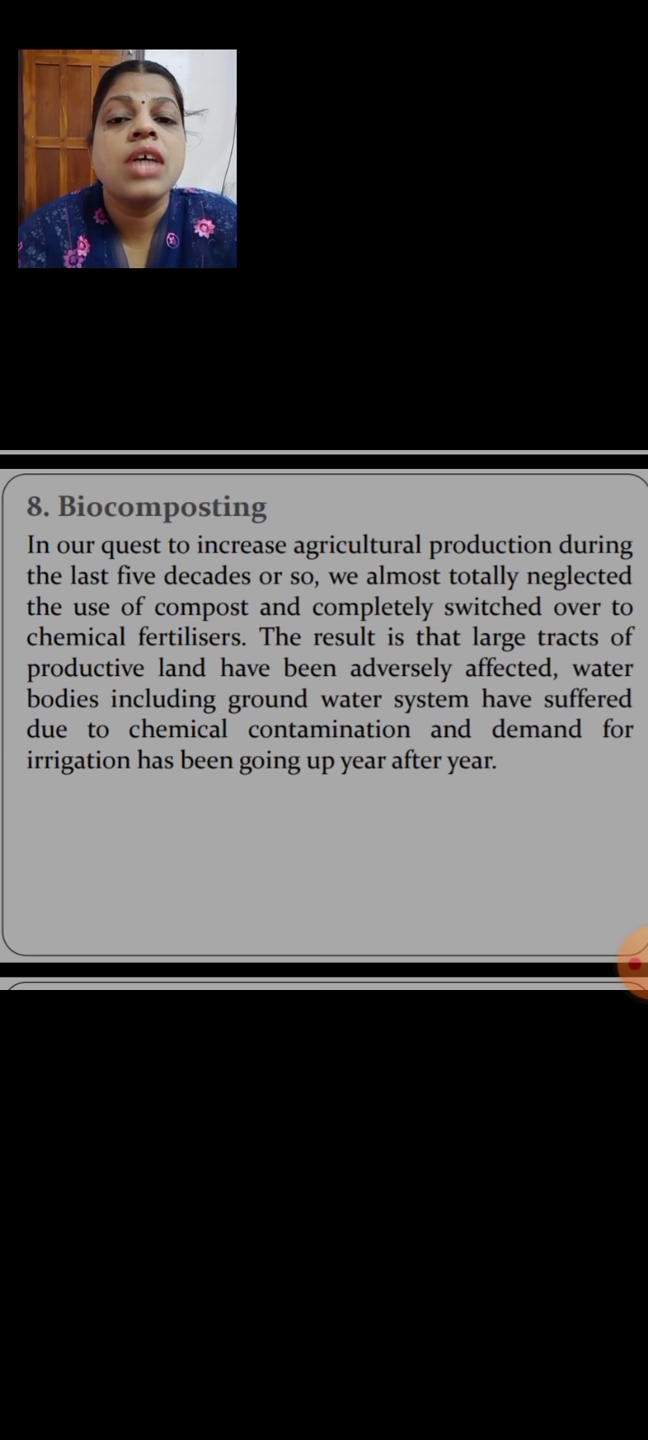 8. Biocomposting
In our quest to increase agricultural production during
the last five decades or so, we almost totally neglected
the use of compost and completely switched over to
chemical fertilisers. The result is that large tracts of
productive land have been adversely affected, water
bodies including ground water system have suffered
due to chemical contamination and demand for
irrigation has been going up year after year.